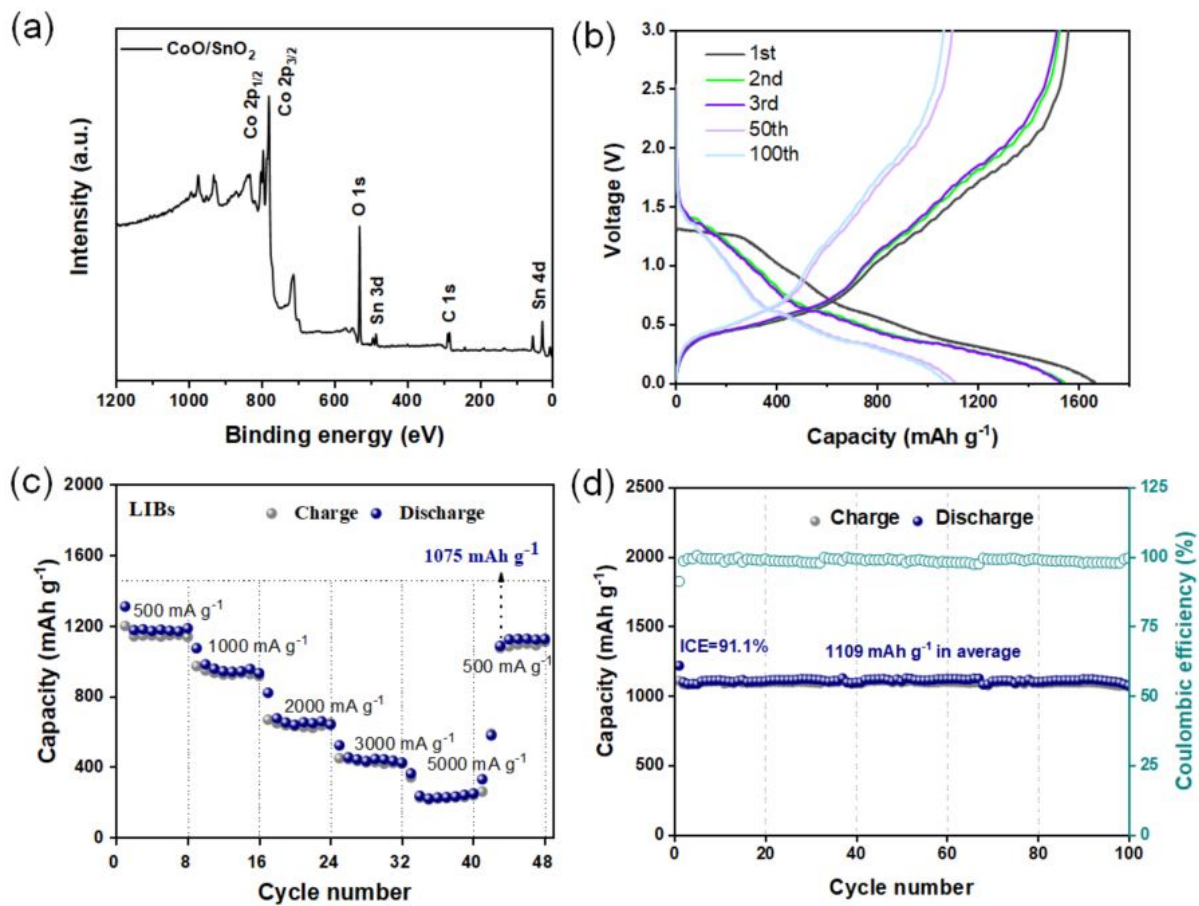 (a)
CoO/SnO₂
Co 2p₁/₂
Co 2p₃/₂
O 1s
Sn 3d
C 1s
Sn 4d
Intensity (a.u.)
1200 1000 800 600 400 200 0
Binding energy (eV)
(b)
1st
2nd
3rd
50th
100th
Voltage (V)
3.0
2.5
2.0
1.5
1.0
0.5
0.0
0 400 800 1200 1600
Capacity (mAh g⁻¹)
(c)
LIBs
Charge Discharge
1075 mAh g⁻¹
500 mA g⁻¹
1000 mA g⁻¹
2000 mA g⁻¹
3000 mA g⁻¹
5000 mA g⁻¹
500 mA g⁻¹
Capacity (mAh g⁻¹)
2000
1600
1200
800
400
0
0 8 16 24 32 40 48
Cycle number
(d)
Charge Discharge
ICE=91.1%
1109 mAh g⁻¹ in average
Capacity (mAh g⁻¹)
2500
2000
1500
1000
500
0
Coulombic efficiency (%)
125
100
75
50
25
0
0 20 40 60 80 100
Cycle number